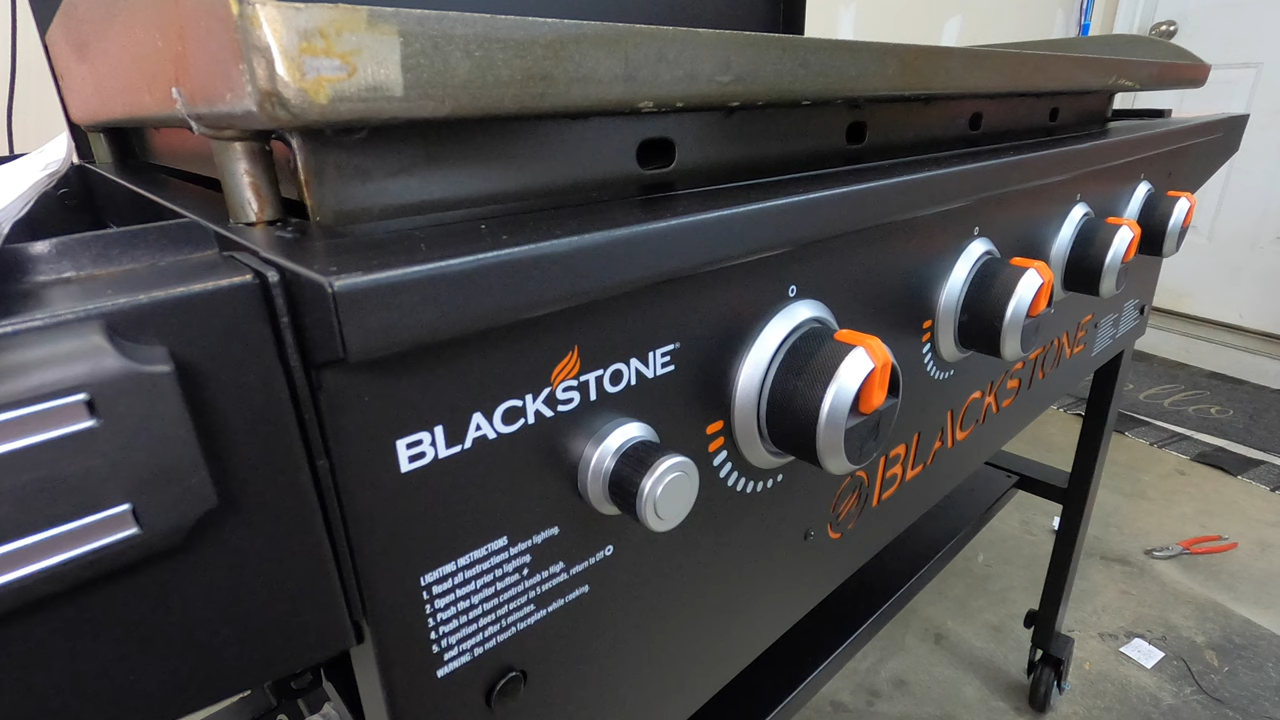 BLACKSTONE®
BLACKSTONE
LIGHTING INSTRUCTIONS
1. Read all instructions before lighting.
2. Open hood prior to lighting.
3. Push the ignitor button.
4. Push in and turn control knob to High.
5. If ignition does not occur in 5 seconds, return to Off
and repeat after 5 minutes.
WARNING: Do not touch faceplate while cooking.